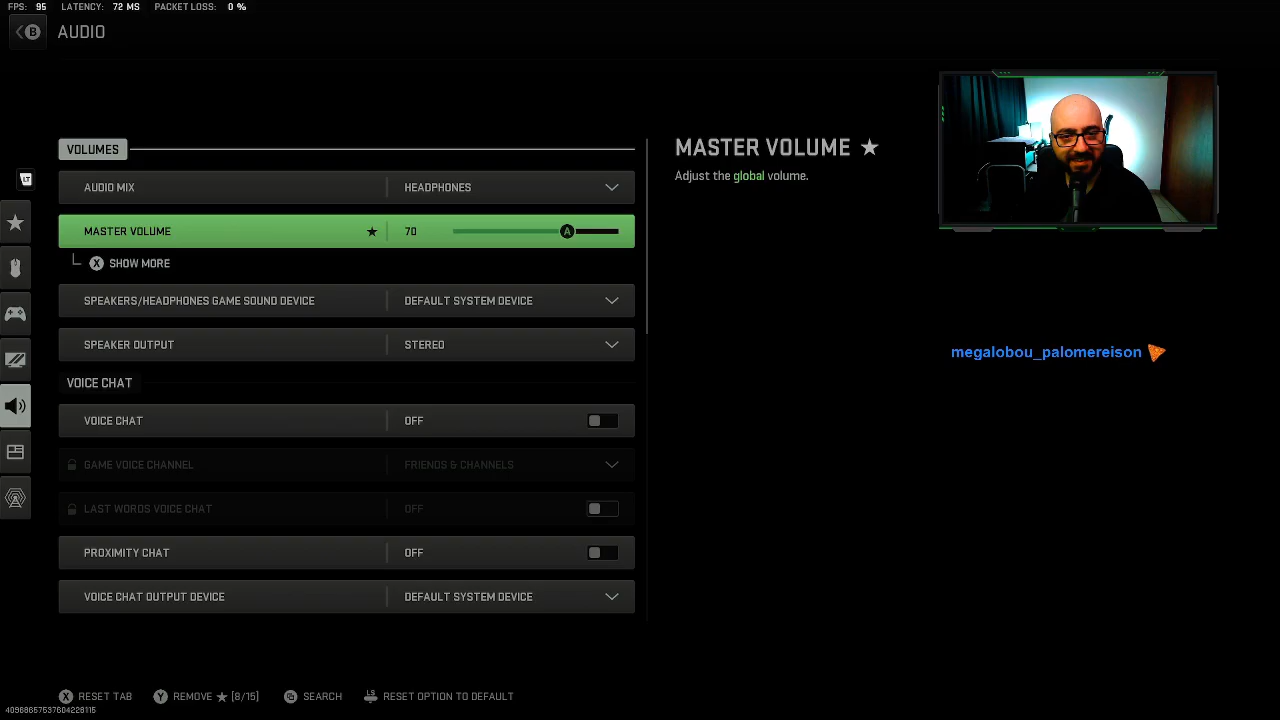 FPS: 95 LATENCY: 72 MS PACKET LOSS: 0 %
B AUDIO
VOLUMES
LT
AUDIO MIX HEADPHONES
MASTER VOLUME 70 A
X SHOW MORE
SPEAKERS/HEADPHONES GAME SOUND DEVICE DEFAULT SYSTEM DEVICE
SPEAKER OUTPUT STEREO
VOICE CHAT
VOICE CHAT OFF
GAME VOICE CHANNEL FRIENDS & CHANNELS
LAST WORDS VOICE CHAT OFF
PROXIMITY CHAT OFF
VOICE CHAT OUTPUT DEVICE DEFAULT SYSTEM DEVICE
MASTER VOLUME ★
Adjust the global volume.
megalobou_palomereison
X RESET TAB Y REMOVE ★ [8/15] SEARCH LS RESET OPTION TO DEFAULT